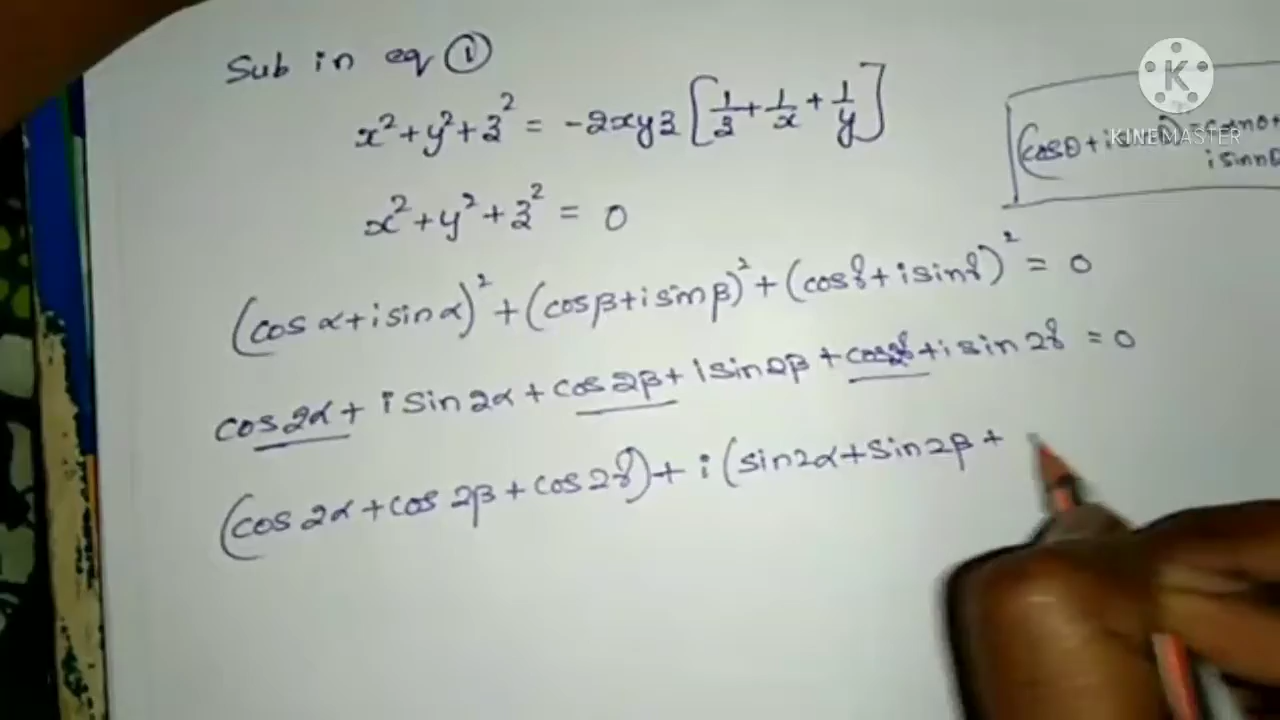 Sub in eq ①
x² + y² + z² = -2xyz [1/z + 1/x + 1/y]
x² + y² + z² = 0
(cos α + i sin α)² + (cos β + i sin β)² + (cos γ + i sin γ)² = 0
cos 2α + i sin 2α + cos 2β + i sin 2β + cos 2γ + i sin 2γ = 0
(cos 2α + cos 2β + cos 2γ) + i (sin 2α + sin 2β +
K
KINEMASTER
(cos θ + i
i sin n